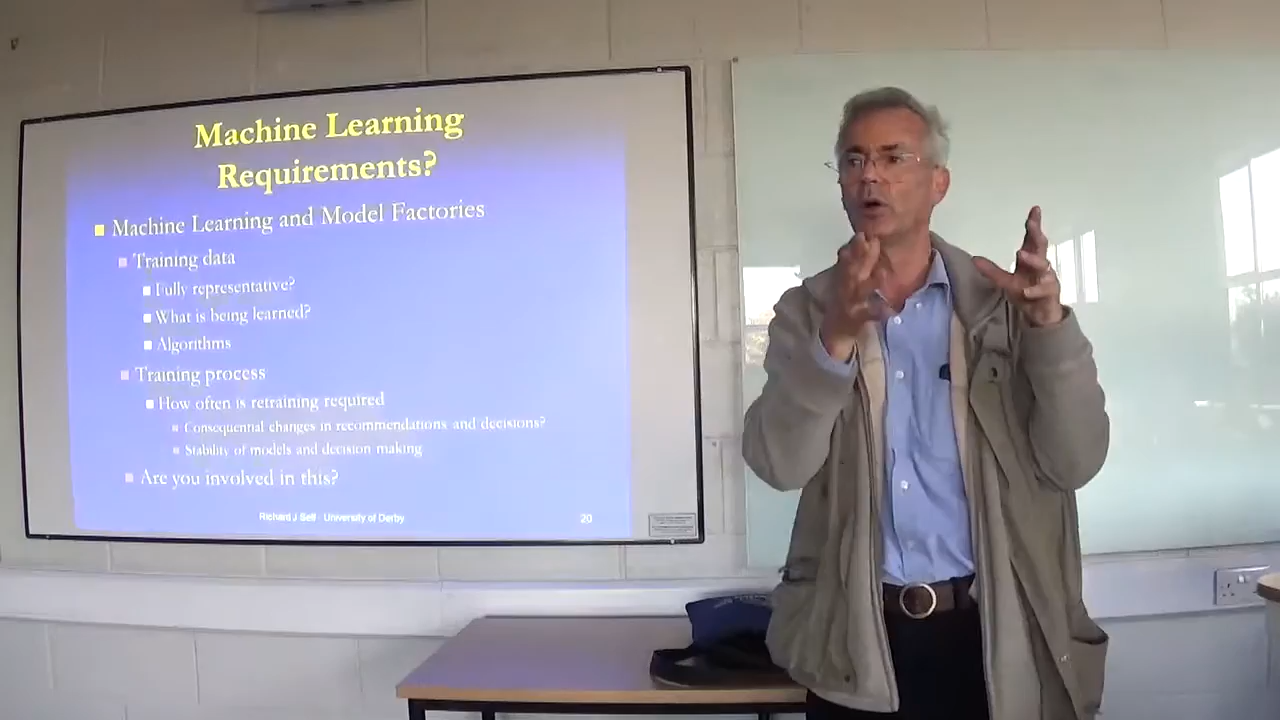 Machine Learning
Requirements?
Machine Learning and Model Factories
Training data
Fully representative?
What is being learned?
Algorithms
Training process
How often is retraining required
Consequential changes in recommendations and decisions?
Stability of models and decision making
Are you involved in this?
Richard J Self - University of Derby
20